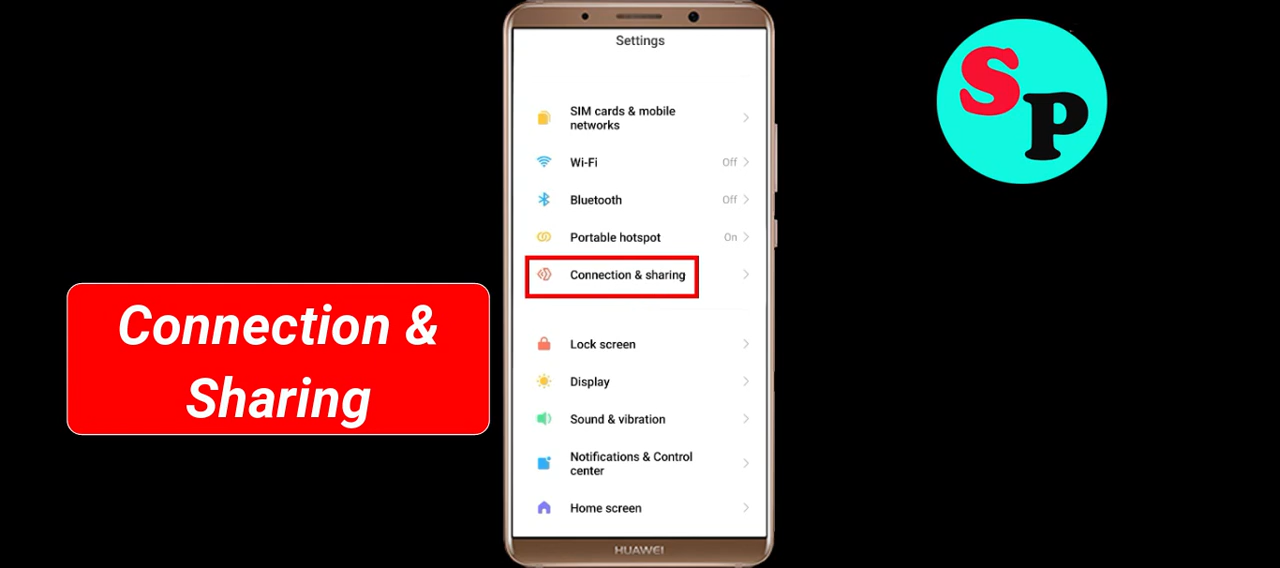 Settings
SIM cards & mobile
networks
Wi-Fi
Off
Bluetooth
Off
Portable hotspot
On
Connection & sharing
Lock screen
Display
Sound & vibration
Notifications & Control
center
Home screen
HUAWEI
Connection &
Sharing
SP